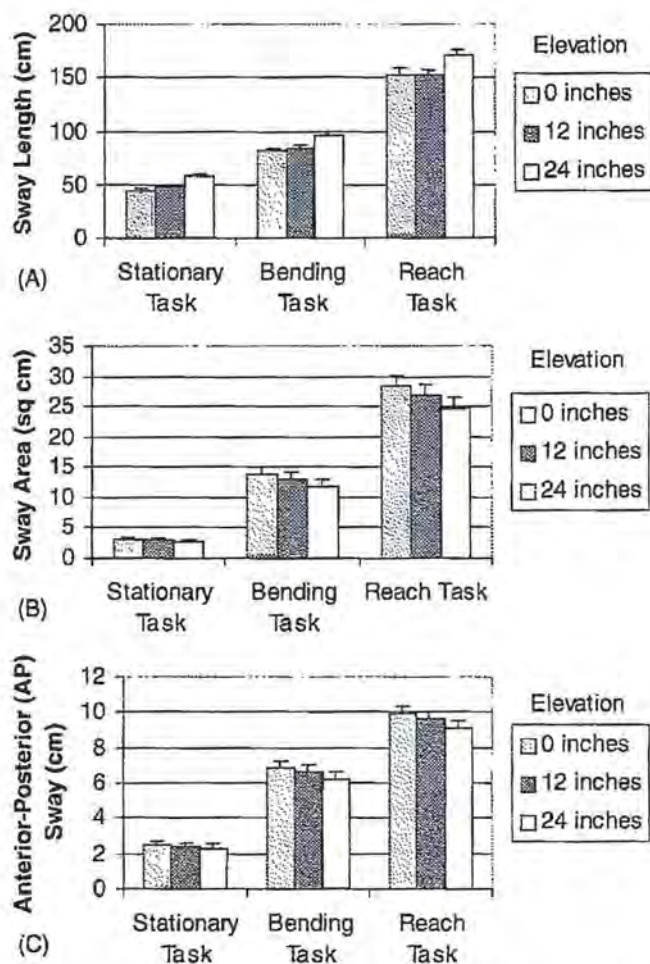 Sway Length (cm)
200
150
100
50
0
Stationary Task
Bending Task
Reach Task
Elevation
0 inches
12 inches
24 inches
(A)
Sway Area (sq cm)
35
30
25
20
15
10
5
0
Stationary Task
Bending Task
Reach Task
Elevation
0 inches
12 inches
24 inches
(B)
Anterior-Posterior (AP)
Sway (cm)
12
10
8
6
4
2
0
Stationary Task
Bending Task
Reach Task
Elevation
0 inches
12 inches
24 inches
(C)